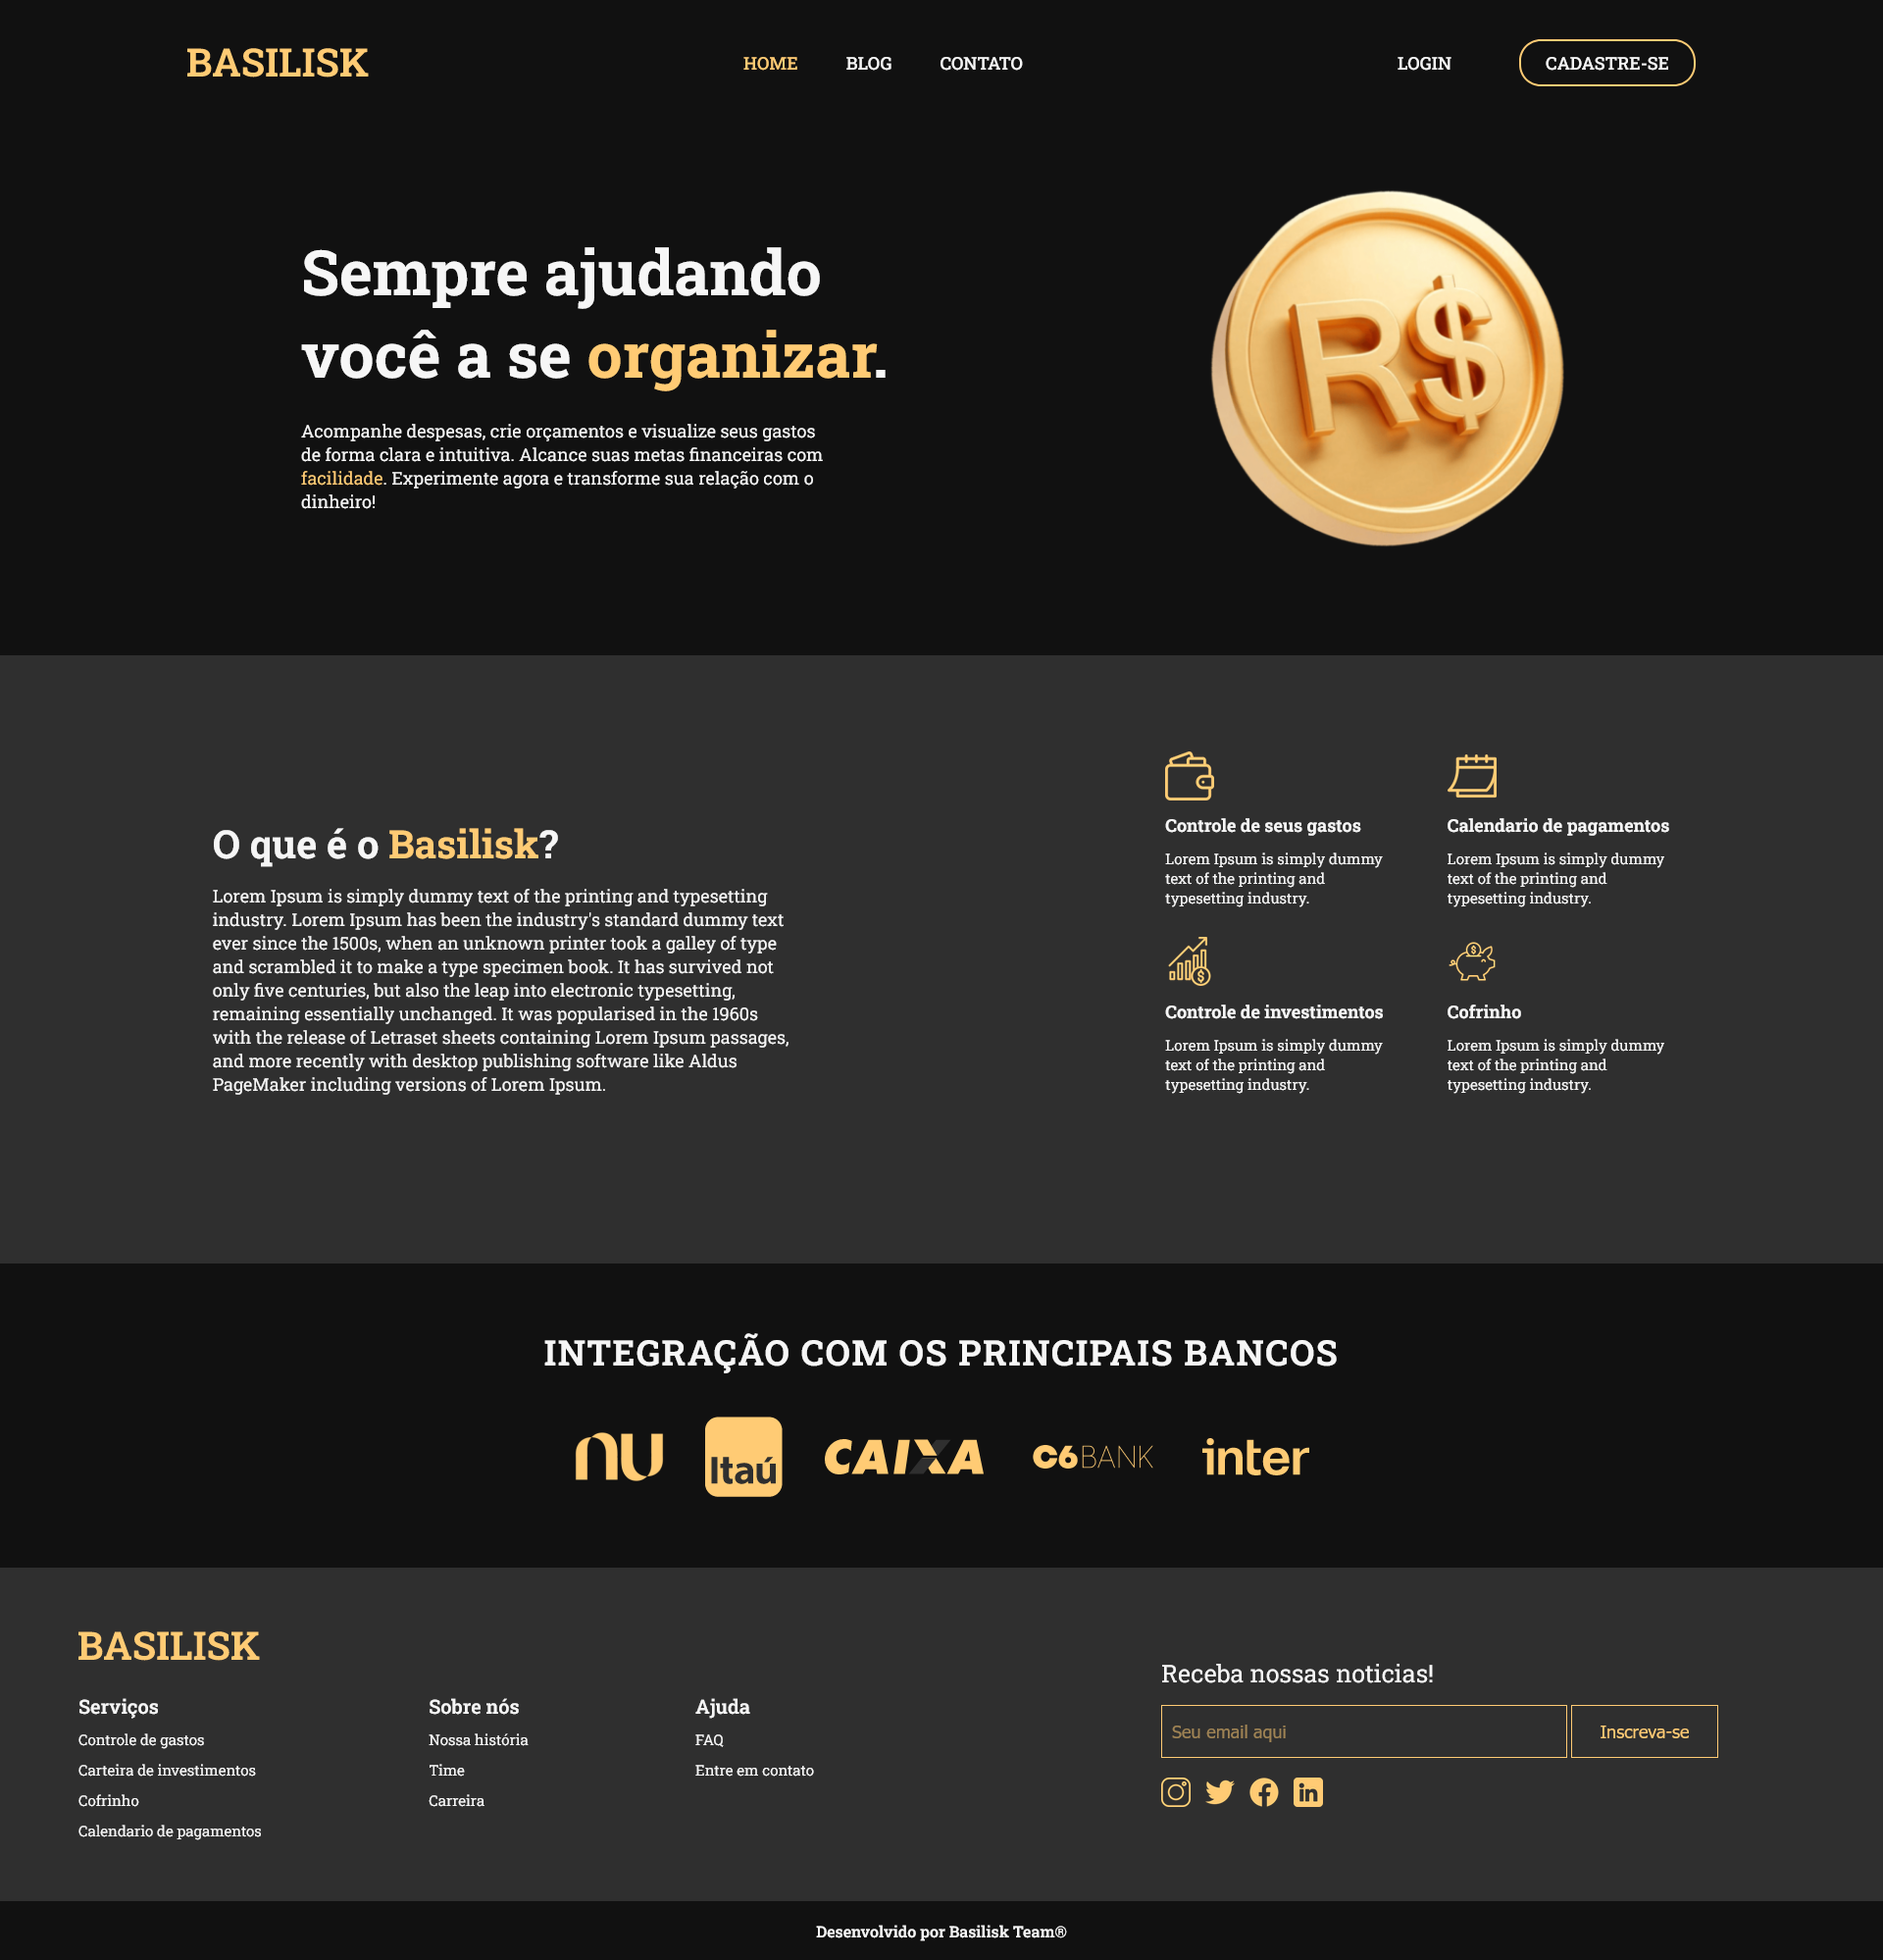 BASILISK
HOME BLOG CONTATO
LOGIN CADASTRE-SE
Sempre ajudando
você a se organizar.
Acompanhe despesas, crie orçamentos e visualize seus gastos
de forma clara e intuitiva. Alcance suas metas financeiras com
facilidade. Experimente agora e transforme sua relação com o
dinheiro!
R$
O que é o Basilisk?
Lorem Ipsum is simply dummy text of the printing and typesetting
industry. Lorem Ipsum has been the industry's standard dummy text
ever since the 1500s, when an unknown printer took a galley of type
and scrambled it to make a type specimen book. It has survived not
only five centuries, but also the leap into electronic typesetting,
remaining essentially unchanged. It was popularised in the 1960s
with the release of Letraset sheets containing Lorem Ipsum passages,
and more recently with desktop publishing software like Aldus
PageMaker including versions of Lorem Ipsum.
Controle de seus gastos
Lorem Ipsum is simply dummy
text of the printing and
typesetting industry.
Calendario de pagamentos
Lorem Ipsum is simply dummy
text of the printing and
typesetting industry.
Controle de investimentos
Lorem Ipsum is simply dummy
text of the printing and
typesetting industry.
Cofrinho
Lorem Ipsum is simply dummy
text of the printing and
typesetting industry.
INTEGRAÇÃO COM OS PRINCIPAIS BANCOS
nu Itaú CAIXA C6BANK inter
BASILISK
Serviços
Controle de gastos
Carteira de investimentos
Cofrinho
Calendario de pagamentos
Sobre nós
Nossa história
Time
Carreira
Ajuda
FAQ
Entre em contato
Receba nossas noticias!
Seu email aqui
Inscreva-se
Desenvolvido por Basilisk Team®